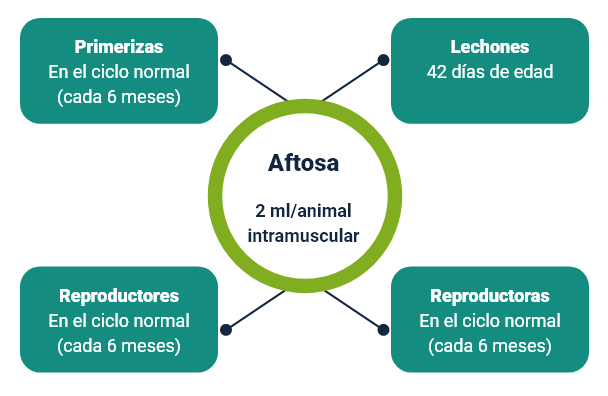 Primerizas
En el ciclo normal
(cada 6 meses)
Lechones
42 días de edad
Aftosa
2 ml/animal
intramuscular
Reproductores
En el ciclo normal
(cada 6 meses)
Reproductoras
En el ciclo normal
(cada 6 meses)